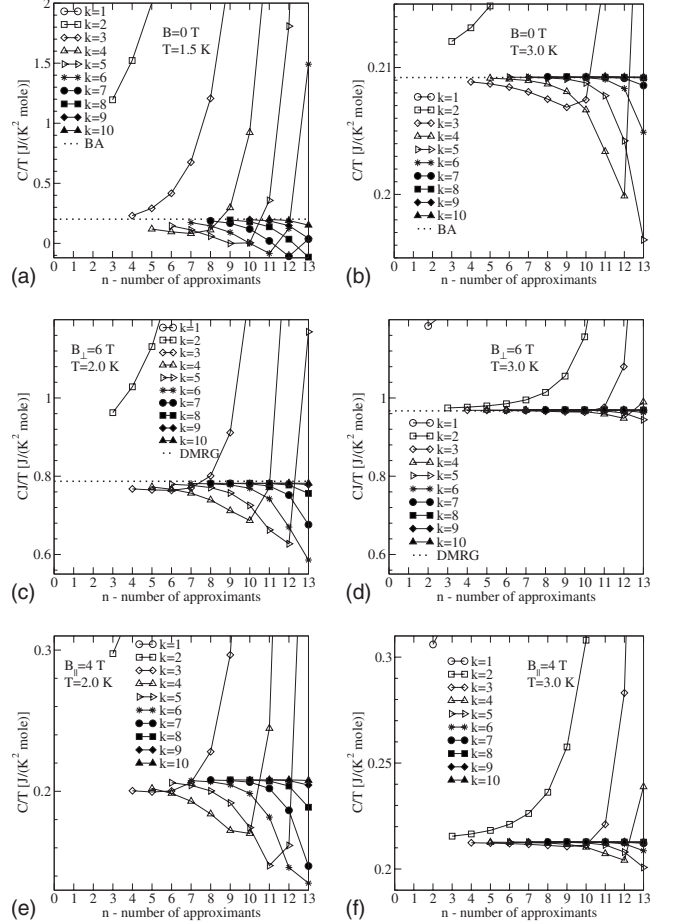 2
1.5
1
0.5
0
C/T [J/(K² mole)]
B=0 T
T=1.5 K
k=1
k=2
k=3
k=4
k=5
k=6
k=7
k=8
k=9
k=10
BA
0 1 2 3 4 5 6 7 8 9 10 11 12 13
n - number of approximants
(a)
0.21
0.2
C/T [J/(K² mole)]
B=0 T
T=3.0 K
k=1
k=2
k=3
k=4
k=5
k=6
k=7
k=8
k=9
k=10
BA
0 1 2 3 4 5 6 7 8 9 10 11 12 13
n - number of approximants
(b)
1
0.8
0.6
CJ/T [J/(K² mole)]
B⊥=6 T
T=2.0 K
k=1
k=2
k=3
k=4
k=5
k=6
k=7
k=8
k=9
k=10
DMRG
0 1 2 3 4 5 6 7 8 9 10 11 12 13
n - number of approximants
(c)
1
0.8
0.6
CJ/T [J/(K² mole)]
B⊥=6 T
T=3.0 K
k=1
k=2
k=3
k=4
k=5
k=6
k=7
k=8
k=9
k=10
DMRG
0 1 2 3 4 5 6 7 8 9 10 11 12 13
n - number of approximants
(d)
0.3
0.2
C/T [J/(K² mole)]
B||=4 T
T=2.0 K
k=1
k=2
k=3
k=4
k=5
k=6
k=7
k=8
k=9
k=10
0 1 2 3 4 5 6 7 8 9 10 11 12 13
n - number of approximants
(e)
0.3
0.25
0.2
C/T [J/(K² mole)]
B||=4 T
T=3.0 K
k=1
k=2
k=3
k=4
k=5
k=6
k=7
k=8
k=9
k=10
0 1 2 3 4 5 6 7 8 9 10 11 12 13
n - number of approximants
(f)